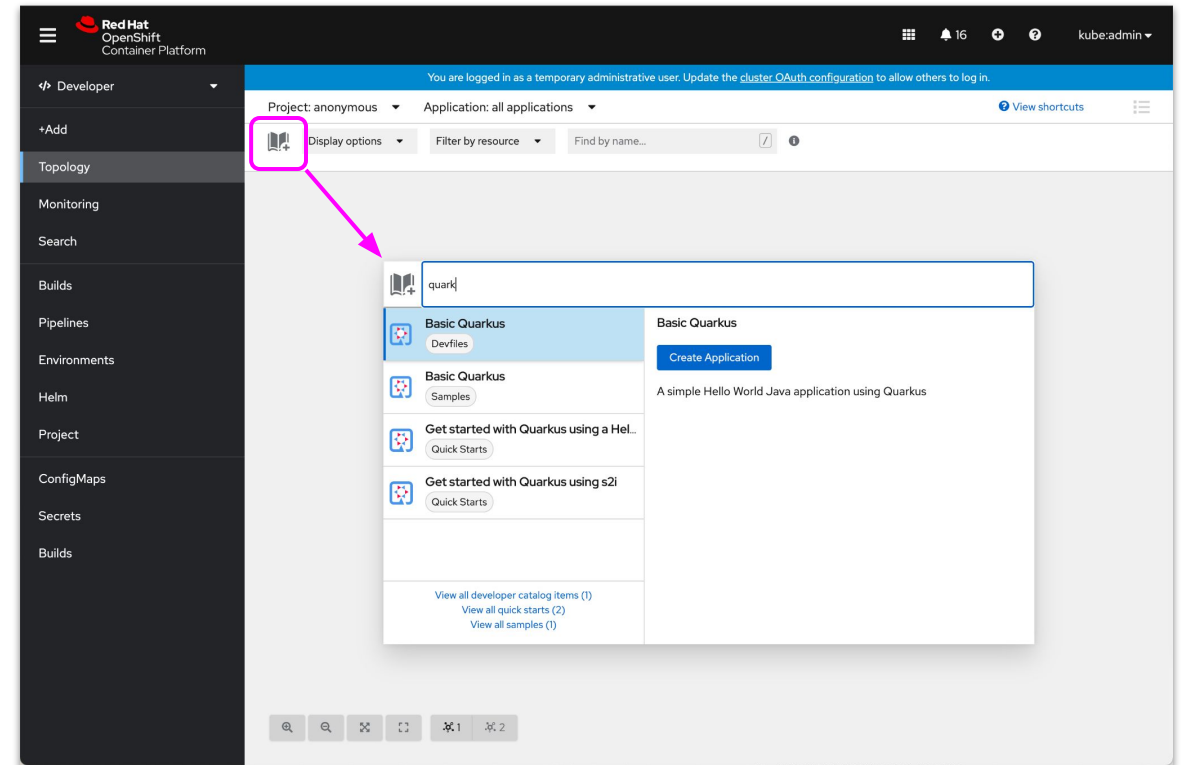 Red Hat
OpenShift
Container Platform
16
kube:admin
Developer
You are logged in as a temporary administrative user. Update the cluster OAuth configuration to allow others to log in.
Project: anonymous
Application: all applications
View shortcuts
+Add
Display options
Filter by resource
Find by name...
/
Topology
Monitoring
Search
Builds
Pipelines
Environments
Helm
Project
ConfigMaps
Secrets
Builds
quark
Basic Quarkus
Devfiles
Basic Quarkus
Samples
Get started with Quarkus using a Hel...
Quick Starts
Get started with Quarkus using s2i
Quick Starts
View all developer catalog items (1)
View all quick starts (2)
View all samples (1)
Basic Quarkus
Create Application
A simple Hello World Java application using Quarkus
1
2